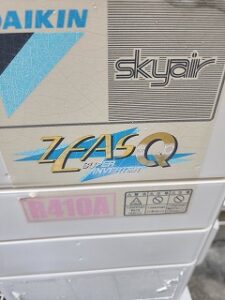 DAIKIN
skyair
ZEAS Q
SUPER
INVERTER
R410A